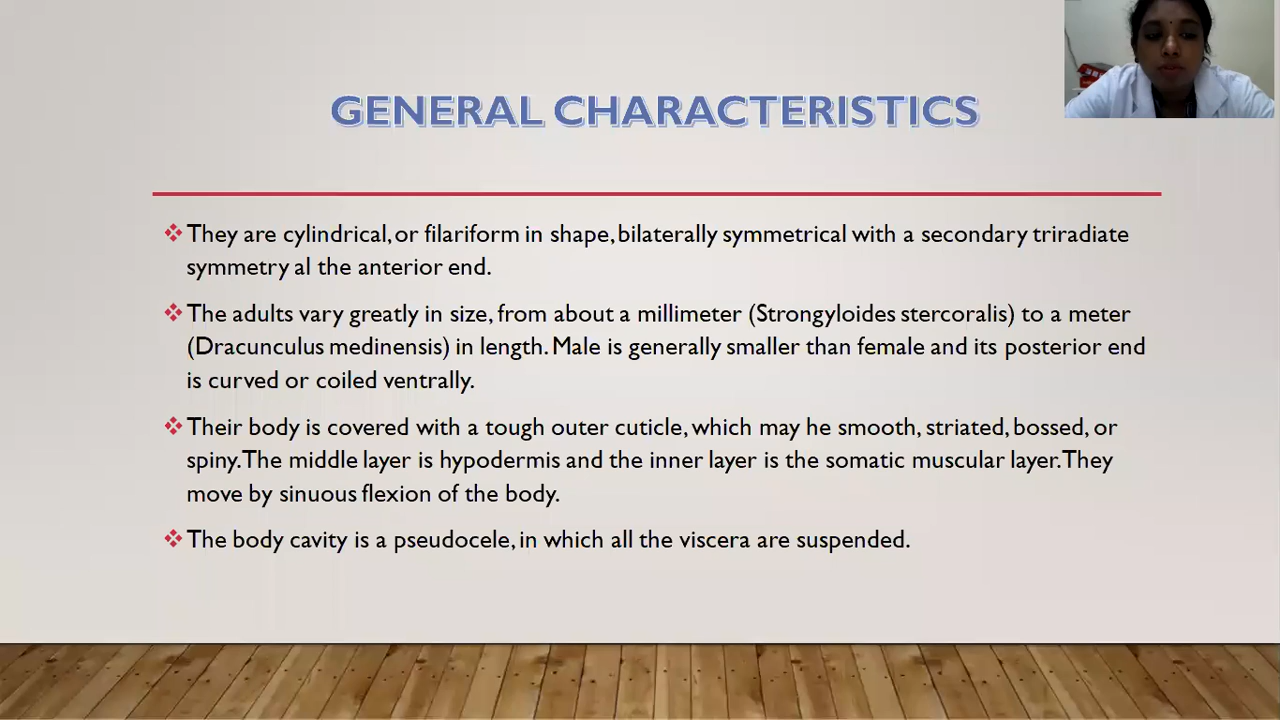 GENERAL CHARACTERISTICS
They are cylindrical, or filariform in shape, bilaterally symmetrical with a secondary triradiate
symmetry al the anterior end.
The adults vary greatly in size, from about a millimeter (Strongyloides stercoralis) to a meter
(Dracunculus medinensis) in length. Male is generally smaller than female and its posterior end
is curved or coiled ventrally.
Their body is covered with a tough outer cuticle, which may he smooth, striated, bossed, or
spiny. The middle layer is hypodermis and the inner layer is the somatic muscular layer. They
move by sinuous flexion of the body.
The body cavity is a pseudocele, in which all the viscera are suspended.